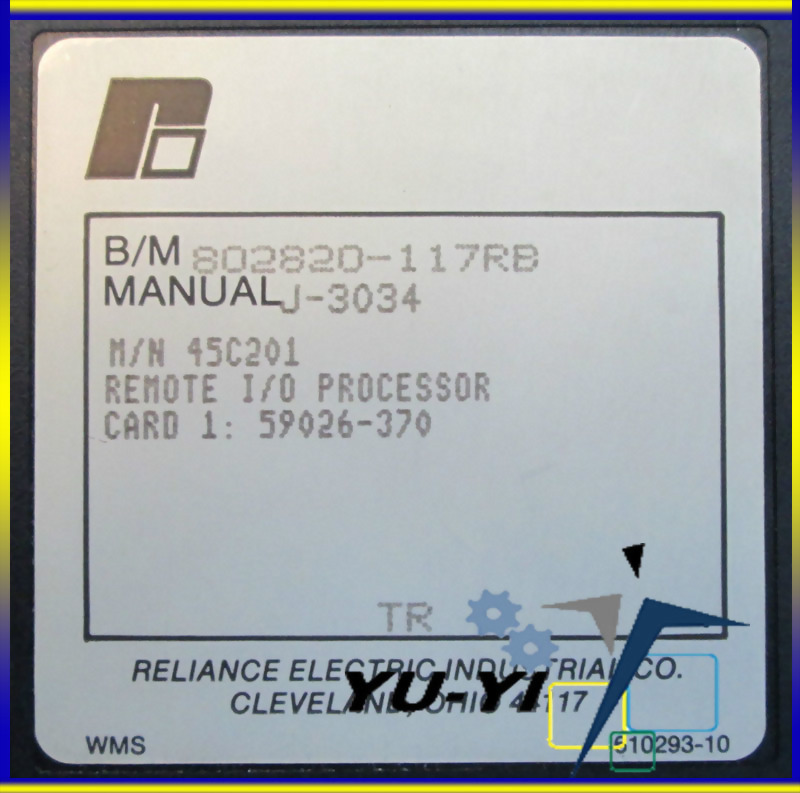 B/M 802820-117RB
MANUAL J-3034
M/N 45C201
REMOTE I/O PROCESSOR
CARD 1: 59026-370
TR
RELIANCE ELECTRIC INDUSTRIAL CO.
CLEVELAND, OHIO 44117
YU-YI
WMS
610293-10